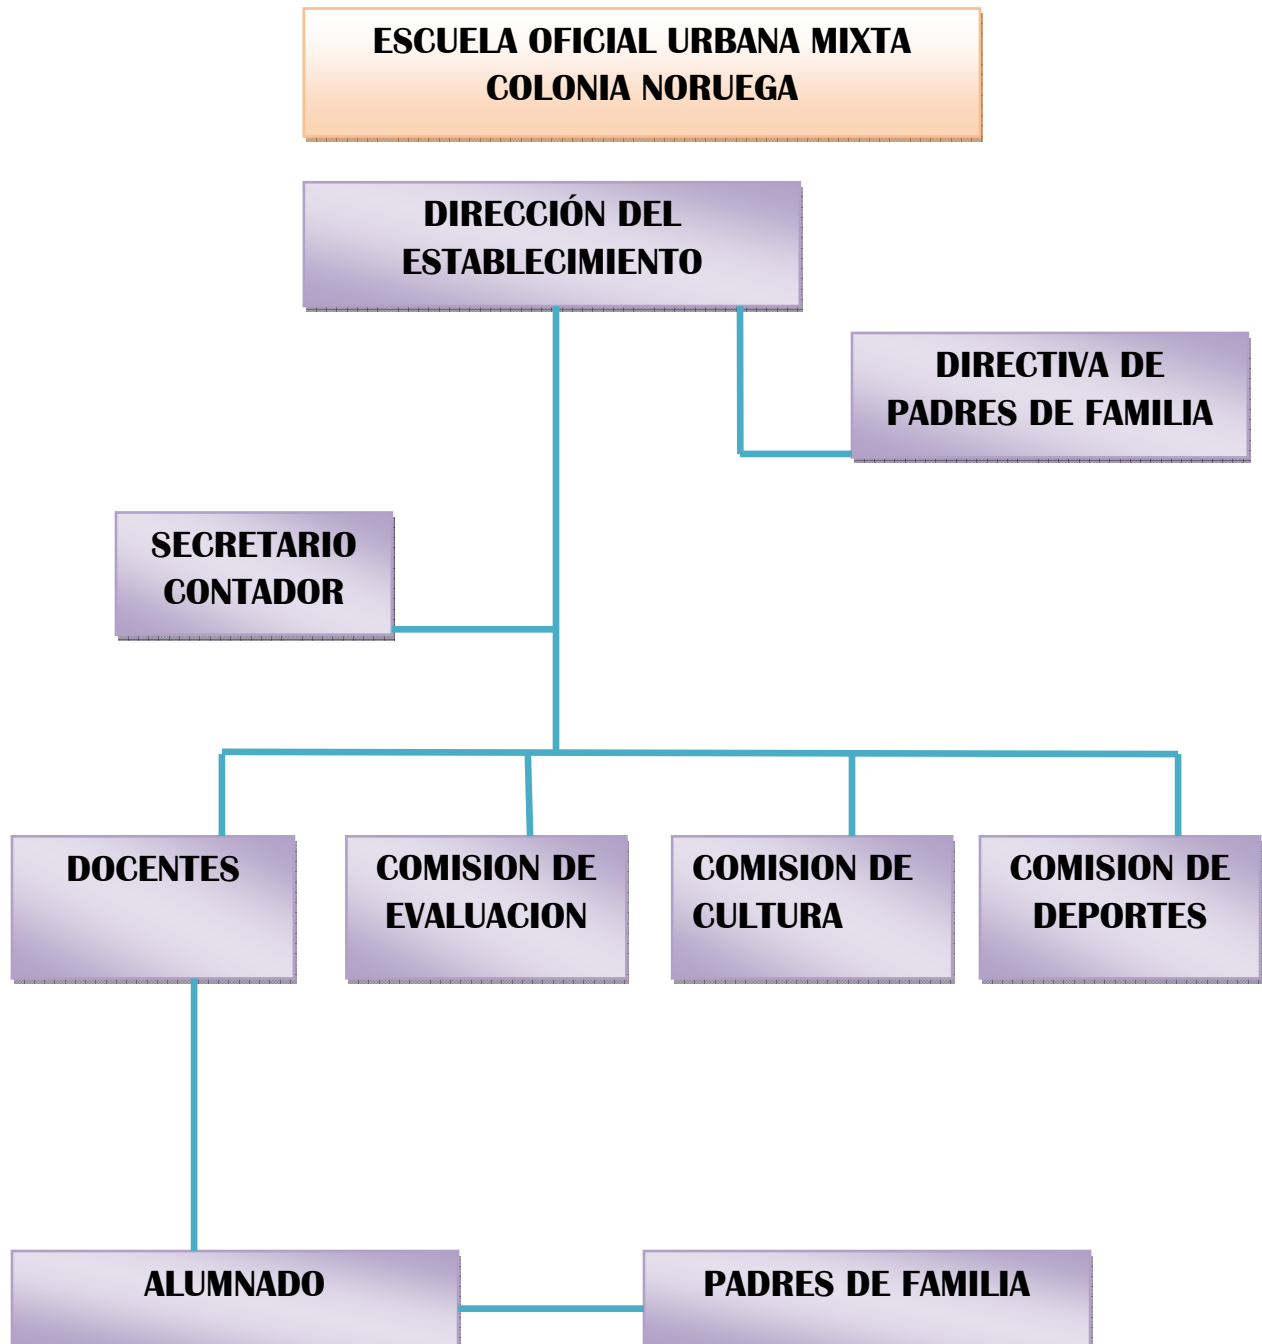 ESCUELA OFICIAL URBANA MIXTA
COLONIA NORUEGA
DIRECCIÓN DEL
ESTABLECIMIENTO
DIRECTIVA DE
PADRES DE FAMILIA
SECRETARIO
CONTADOR
DOCENTES
COMISION DE
EVALUACION
COMISION DE
CULTURA
COMISION DE
DEPORTES
ALUMNADO
PADRES DE FAMILIA